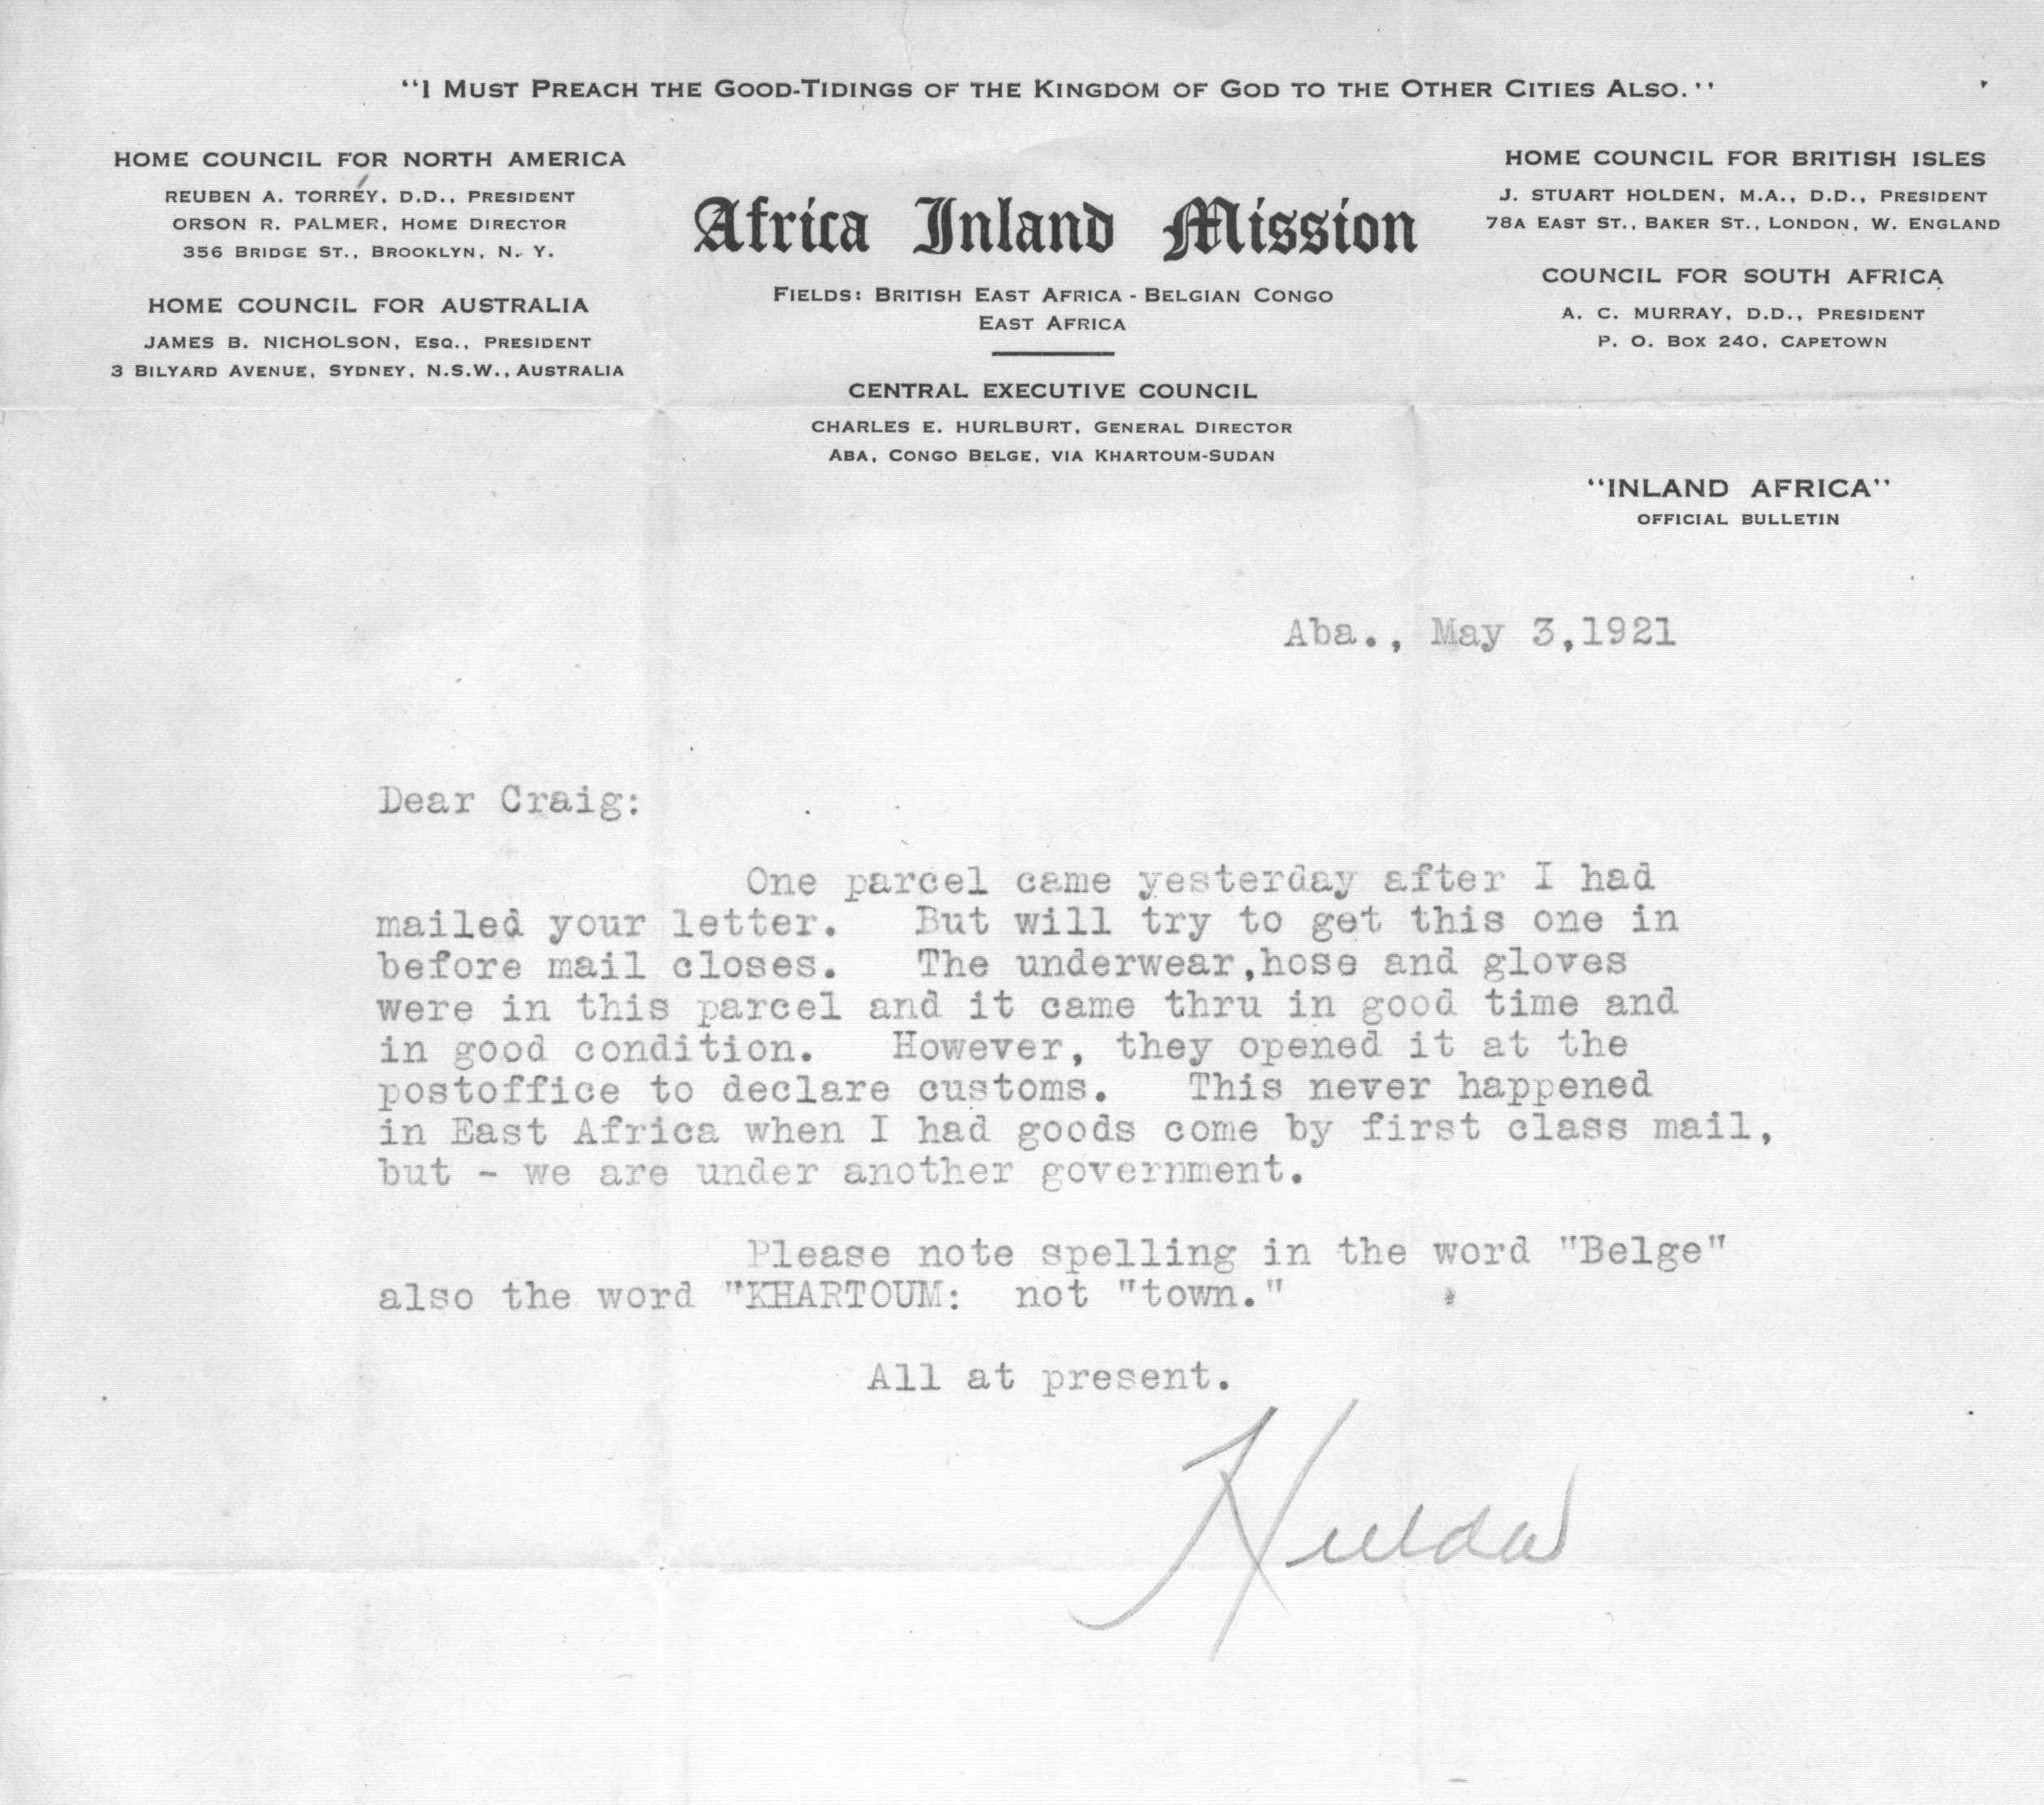 "I Must Preach the Good-Tidings of the Kingdom of God to the Other Cities Also."
HOME COUNCIL FOR NORTH AMERICA
REUBEN A. TORREY, D.D., PRESIDENT
ORSON R. PALMER, HOME DIRECTOR
356 BRIDGE ST., BROOKLYN, N. Y.
HOME COUNCIL FOR AUSTRALIA
JAMES B. NICHOLSON, ESQ., PRESIDENT
3 BILYARD AVENUE, SYDNEY, N.S.W., AUSTRALIA
Africa Inland Mission
FIELDS: BRITISH EAST AFRICA - BELGIAN CONGO
EAST AFRICA
CENTRAL EXECUTIVE COUNCIL
CHARLES E. HURLBURT, GENERAL DIRECTOR
ABA, CONGO BELGE, VIA KHARTOUM-SUDAN
HOME COUNCIL FOR BRITISH ISLES
J. STUART HOLDEN, M.A., D.D., PRESIDENT
78A EAST ST., BAKER ST., LONDON, W. ENGLAND
COUNCIL FOR SOUTH AFRICA
A. C. MURRAY, D.D., PRESIDENT
P. O. BOX 240, CAPETOWN
"INLAND AFRICA"
OFFICIAL BULLETIN
Aba., May 3,1921
Dear Craig:
One parcel came yesterday after I had
mailed your letter. But will try to get this one in
before mail closes. The underwear,hose and gloves
were in this parcel and it came thru in good time and
in good condition. However, they opened it at the
postoffice to declare customs. This never happened
in East Africa when I had goods come by first class mail,
but - we are under another government.
Please note spelling in the word "Belge"
also the word "KHARTOUM: not "town."
All at present.
Hulda